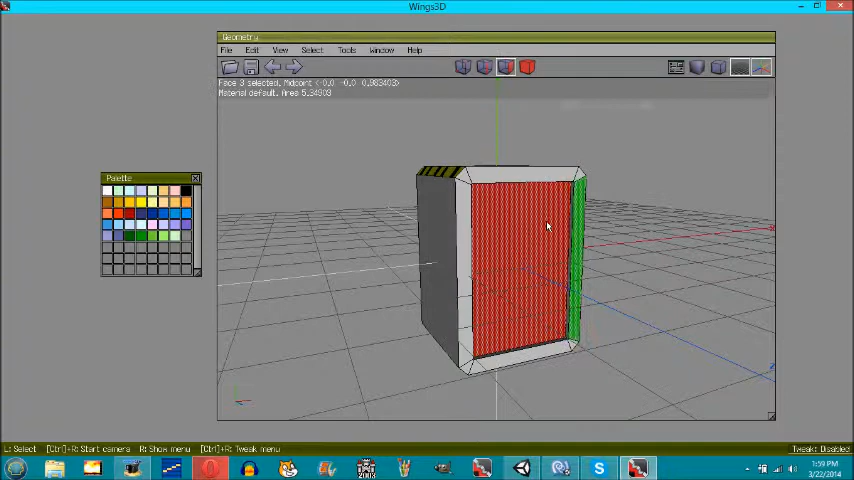 Wings3D
Geometry
File Edit View Select Tools Window Help
Face 3 selected. Midpoint <-0.0 -0.0 0.983403>
Material default. Area 5.34903
Palette
X
Z
L: Select [Ctrl]+R: Start camera R: Show menu [Ctrl]+R: Tweak menu
Tweak: Disabled
2003
1:59 PM
3/22/2014